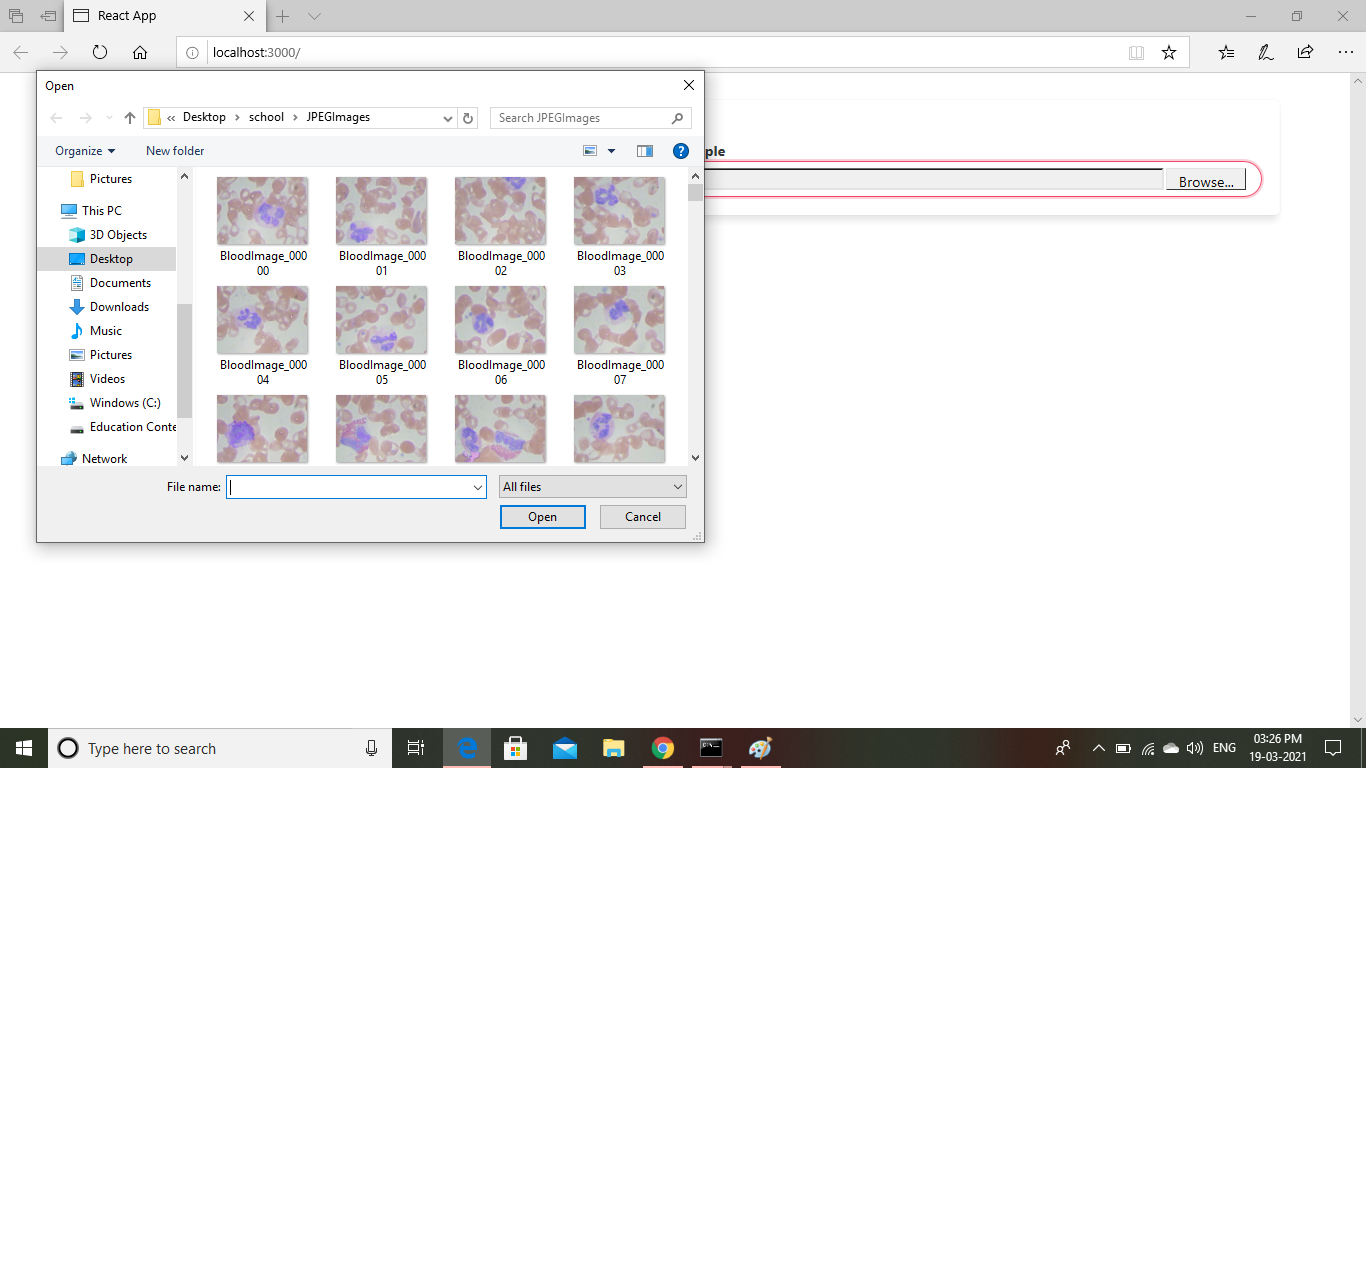 React App
localhost:3000/
Open
« Desktop › school › JPEGImages
Search JPEGImages
Organize
New folder
ple
Browse...
Pictures
This PC
3D Objects
Desktop
Documents
Downloads
Music
Pictures
Videos
Windows (C:)
Education Conte
Network
BloodImage_000
00
BloodImage_000
01
BloodImage_000
02
BloodImage_000
03
BloodImage_000
04
BloodImage_000
05
BloodImage_000
06
BloodImage_000
07
File name:
All files
Open
Cancel
Type here to search
ENG
03:26 PM
19-03-2021